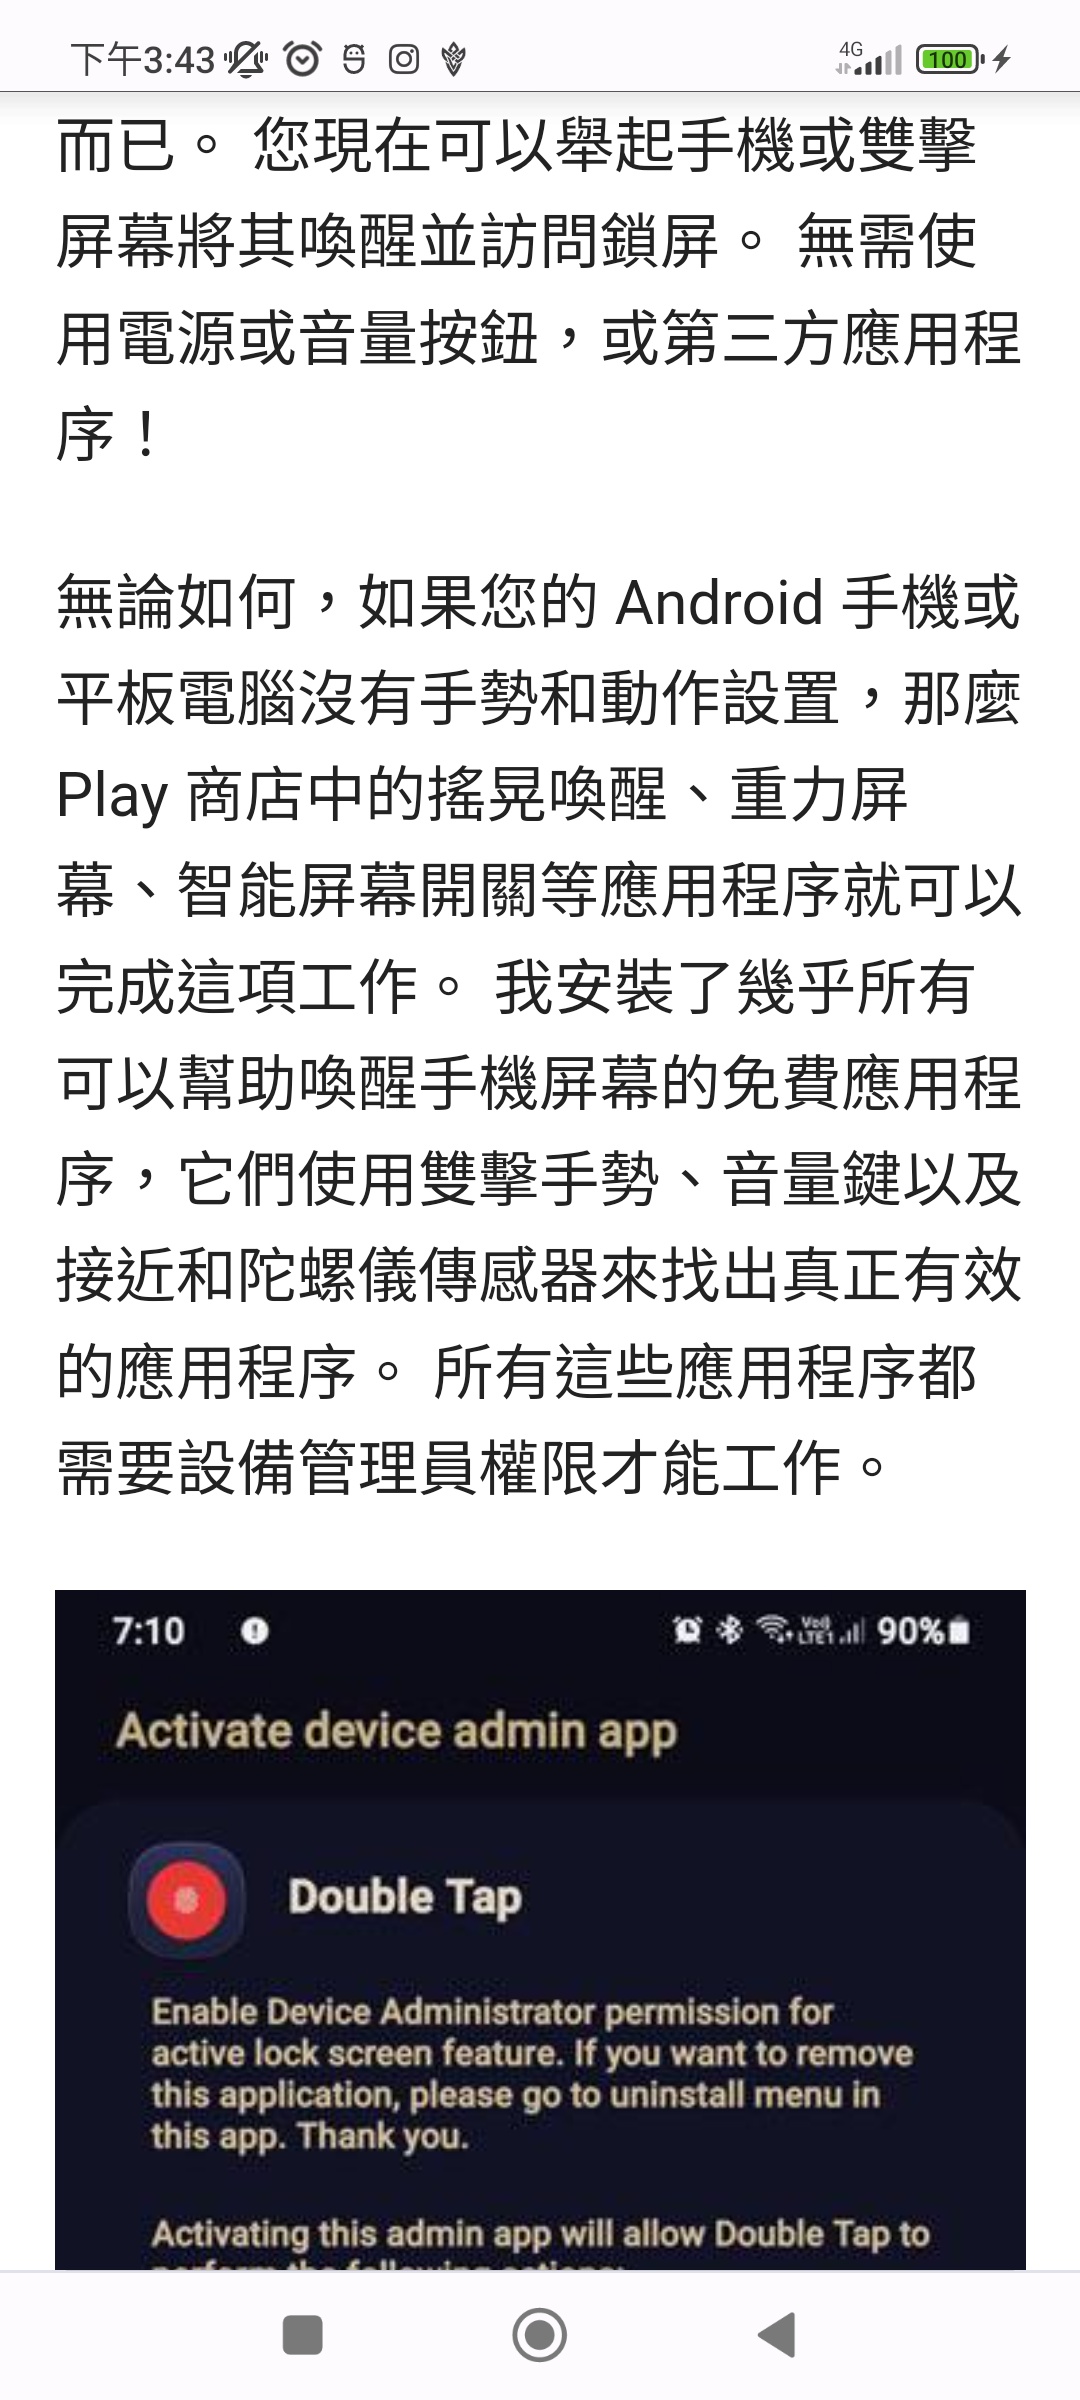 下午3:43
4G
100
而已。 您現在可以舉起手機或雙擊
屏幕將其喚醒並訪問鎖屏。 無需使
用電源或音量按鈕，或第三方應用程
序！
無論如何，如果您的 Android 手機或
平板電腦沒有手勢和動作設置，那麼
Play 商店中的搖晃喚醒、重力屏
幕、智能屏幕開關等應用程序就可以
完成這項工作。 我安裝了幾乎所有
可以幫助喚醒手機屏幕的免費應用程
序，它們使用雙擊手勢、音量鍵以及
接近和陀螺儀傳感器來找出真正有效
的應用程序。 所有這些應用程序都
需要設備管理員權限才能工作。
7:10
LTE1
90%
Activate device admin app
Double Tap
Enable Device Administrator permission for
active lock screen feature. If you want to remove
this application, please go to uninstall menu in
this app. Thank you.
Activating this admin app will allow Double Tap to
perform the following actions: